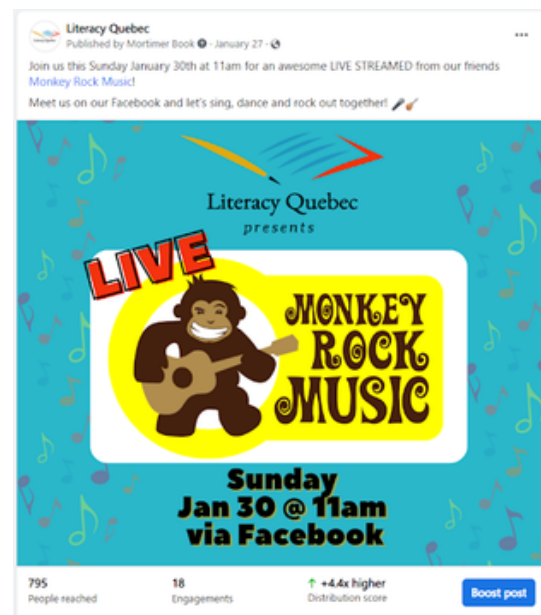 Literacy Quebec
Published by Mortimer Book · January 27 ·
Join us this Sunday January 30th at 11am for an awesome LIVE STREAMED from our friends
Monkey Rock Music!
Meet us on our Facebook and let's sing, dance and rock out together! 🎤🎸
Literacy Quebec
presents
LIVE
MONKEY
ROCK
MUSIC
Sunday
Jan 30 @ 11am
via Facebook
795 18 +4.4x higher
People reached Engagements Distribution score Boost post